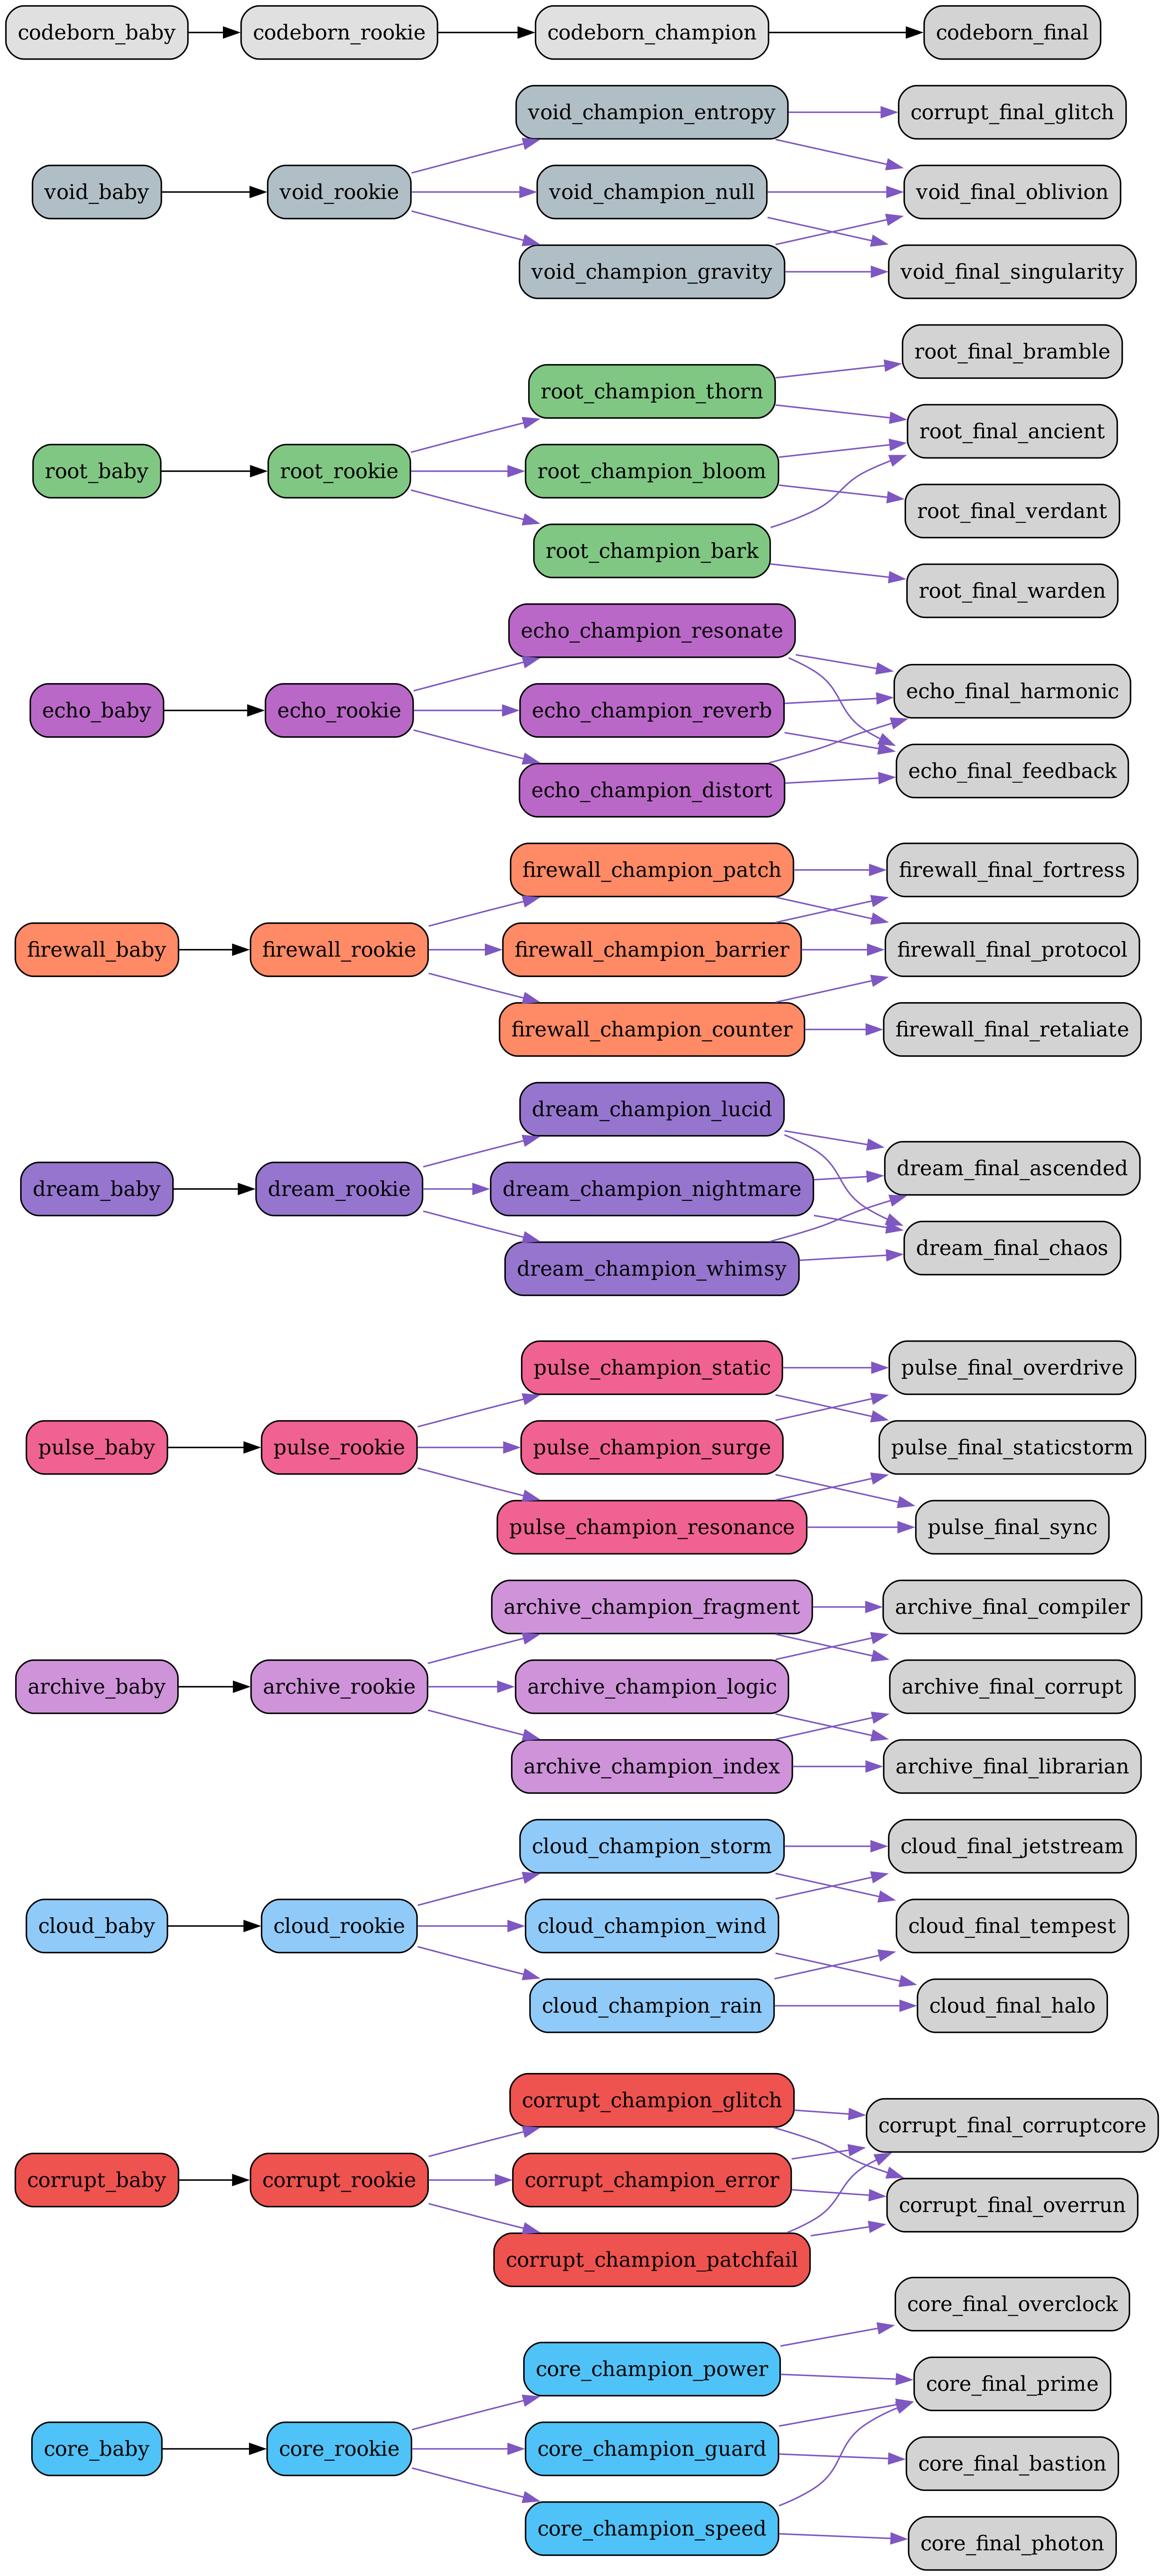 codeborn_baby
codeborn_rookie
codeborn_champion
codeborn_final
void_baby
void_rookie
void_champion_entropy
void_champion_null
void_champion_gravity
corrupt_final_glitch
void_final_oblivion
void_final_singularity
root_baby
root_rookie
root_champion_thorn
root_champion_bloom
root_champion_bark
root_final_bramble
root_final_ancient
root_final_verdant
root_final_warden
echo_baby
echo_rookie
echo_champion_resonate
echo_champion_reverb
echo_champion_distort
echo_final_harmonic
echo_final_feedback
firewall_baby
firewall_rookie
firewall_champion_patch
firewall_champion_barrier
firewall_champion_counter
firewall_final_fortress
firewall_final_protocol
firewall_final_retaliate
dream_baby
dream_rookie
dream_champion_lucid
dream_champion_nightmare
dream_champion_whimsy
dream_final_ascended
dream_final_chaos
pulse_baby
pulse_rookie
pulse_champion_static
pulse_champion_surge
pulse_champion_resonance
pulse_final_overdrive
pulse_final_staticstorm
pulse_final_sync
archive_baby
archive_rookie
archive_champion_fragment
archive_champion_logic
archive_champion_index
archive_final_compiler
archive_final_corrupt
archive_final_librarian
cloud_baby
cloud_rookie
cloud_champion_storm
cloud_champion_wind
cloud_champion_rain
cloud_final_jetstream
cloud_final_tempest
cloud_final_halo
corrupt_baby
corrupt_rookie
corrupt_champion_glitch
corrupt_champion_error
corrupt_champion_patchfail
corrupt_final_corruptcore
corrupt_final_overrun
core_baby
core_rookie
core_champion_power
core_champion_guard
core_champion_speed
core_final_overclock
core_final_prime
core_final_bastion
core_final_photon